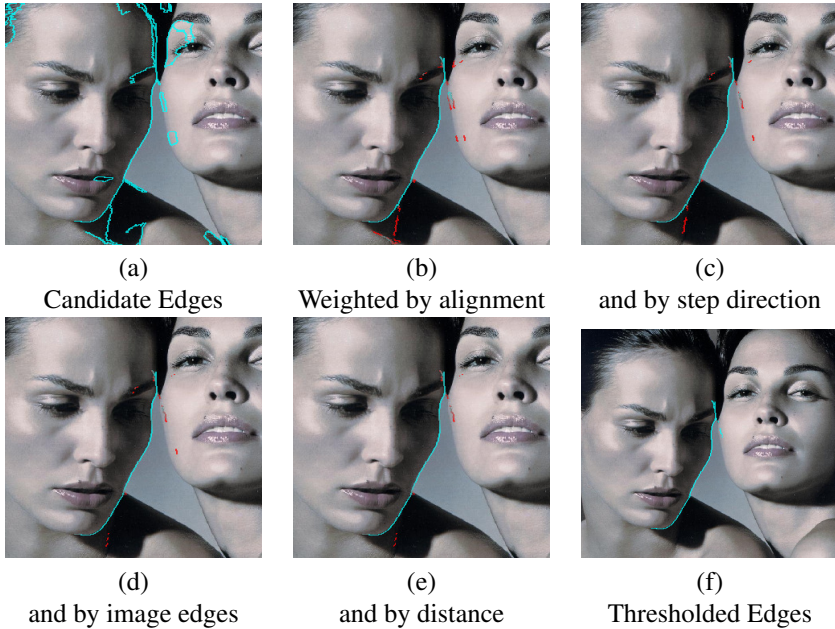 (a)
Candidate Edges
(b)
Weighted by alignment
(c)
and by step direction
(d)
and by image edges
(e)
and by distance
(f)
Thresholded Edges